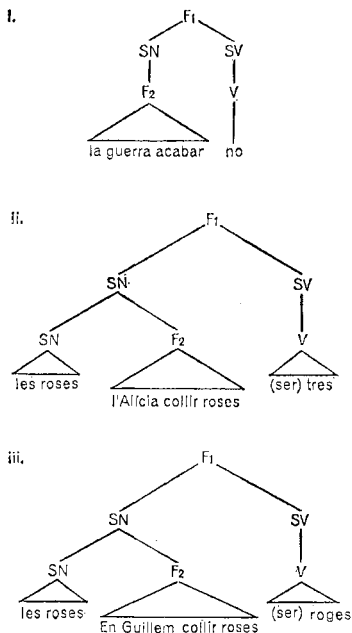 i.
F1
SN SV
F2 V
la guerra acabar no
ii.
F1
SN SV
SN F2 V
les roses l'Alícia collir roses (ser) tres
iii.
F1
SN SV
SN F2 V
les roses En Guillem collir roses (ser) roges